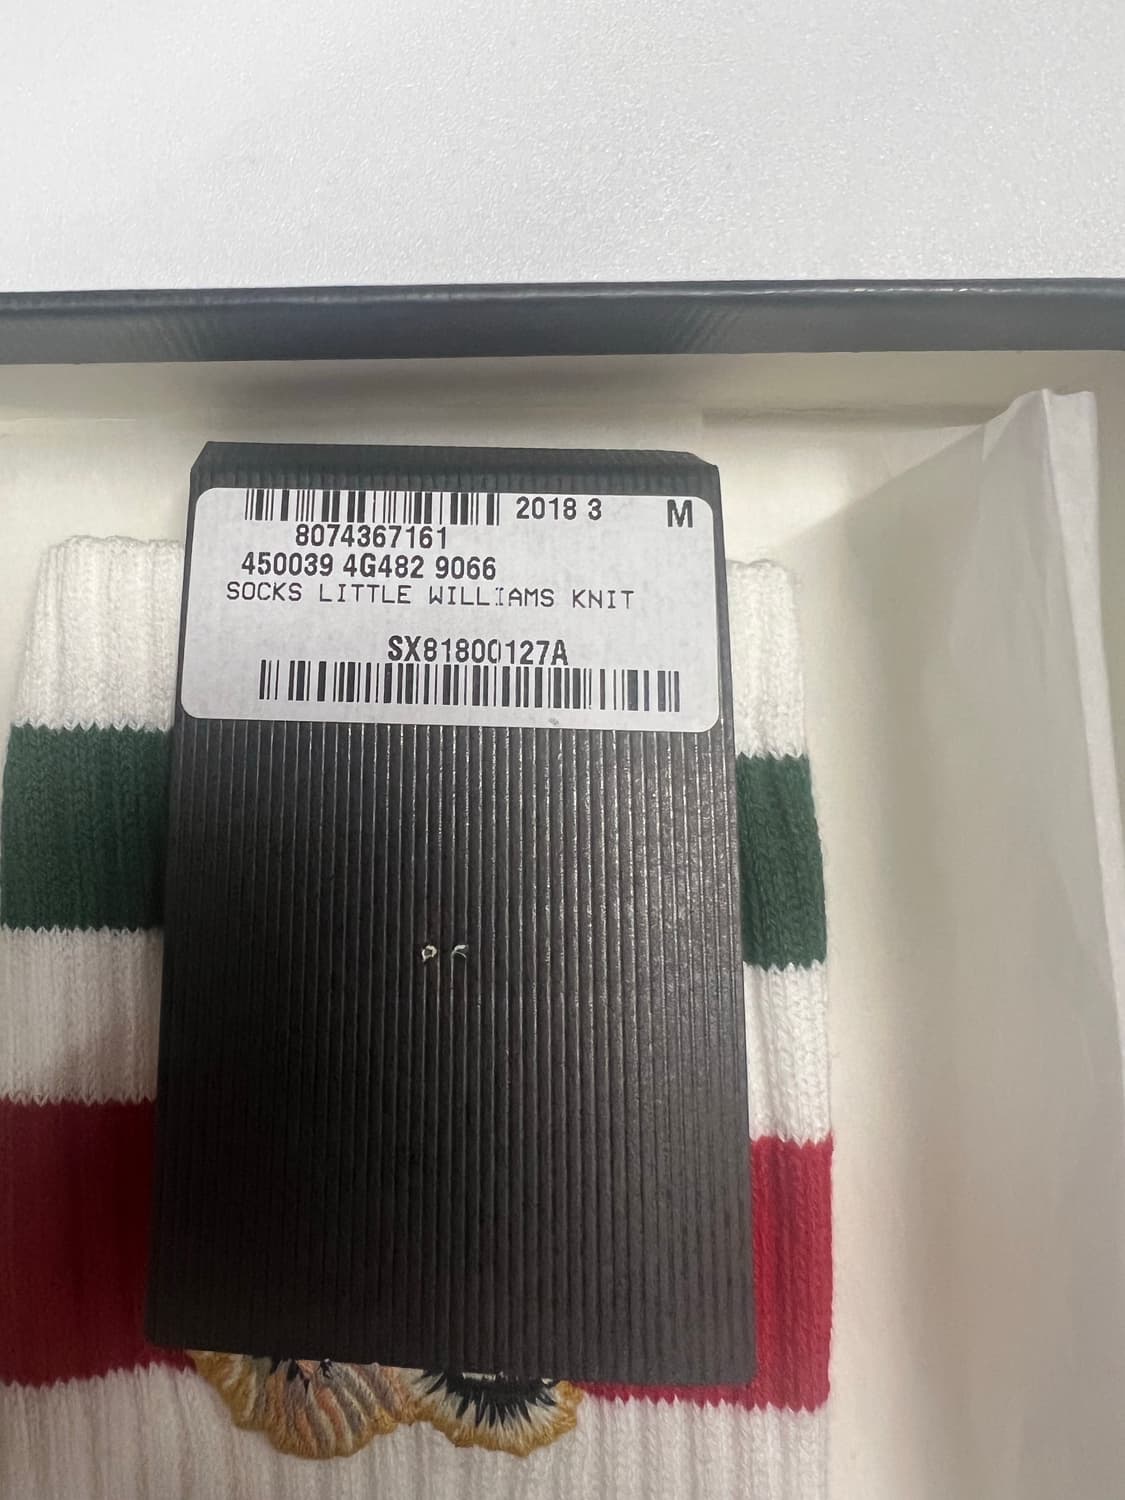 2018 3 M
8074367161
450039 4G482 9066
SOCKS LITTLE WILLIAMS KNIT
SX81800127A